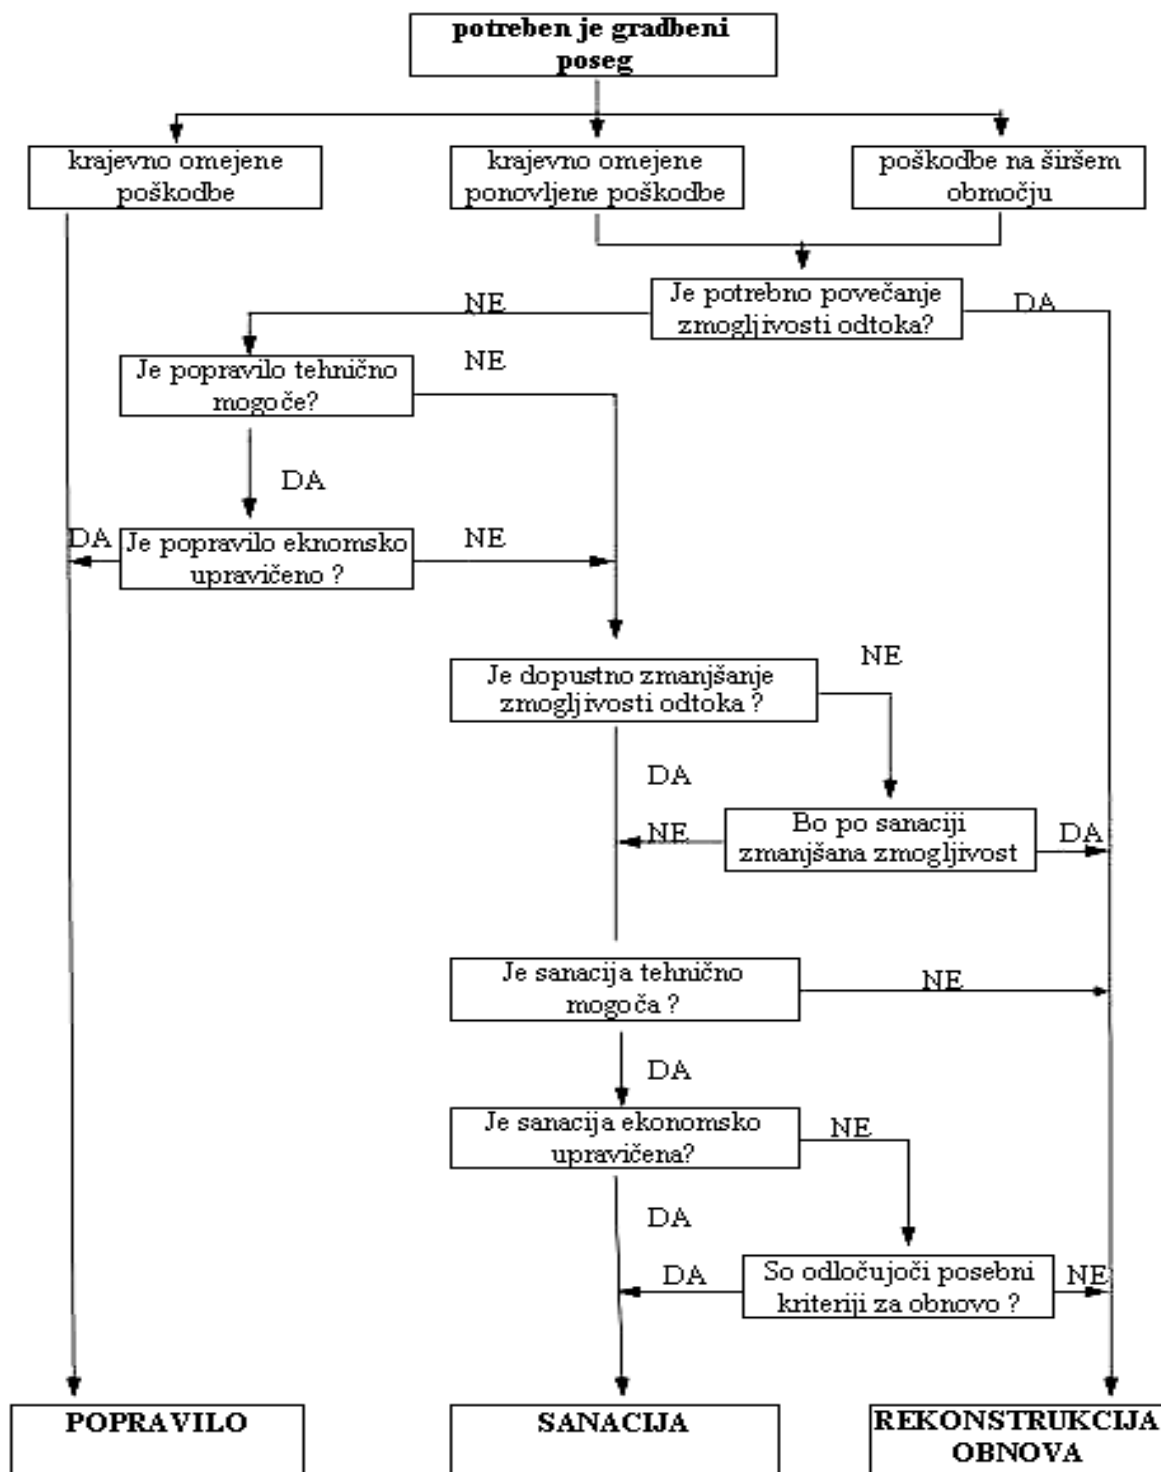 potreben je gradbeni
poseg
krajevno omejene
poškodbe
krajevno omejene
ponovljene poškodbe
poškodbe na širšem
območju
Je potrebno povečanje
zmogljivosti odtoka?
NE
DA
Je popravilo tehnično
mogoče?
NE
DA
Je popravilo eknomsko
upravičeno ?
DA
NE
Je dopustno zmanjšanje
zmogljivosti odtoka ?
NE
DA
Bo po sanaciji
zmanjšana zmogljivost
NE
DA
Je sanacija tehnično
mogoča ?
NE
DA
Je sanacija ekonomsko
upravičena?
NE
DA
So odločujoči posebni
kriteriji za obnovo ?
DA
NE
POPRAVILO
SANACIJA
REKONSTRUKCIJA
OBNOVA